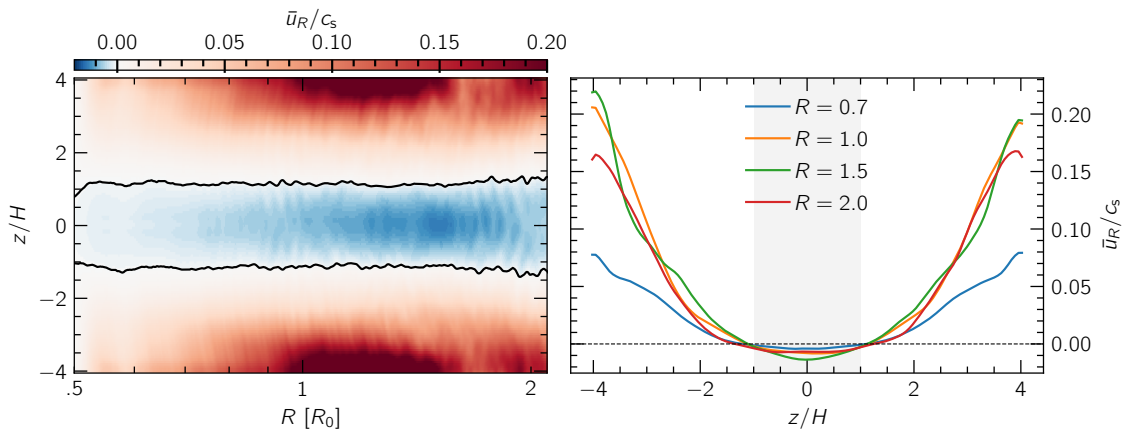 ū_R/c_s
0.00 0.05 0.10 0.15 0.20
4
2
0
−2
−4
z/H
.5 1 2
R [R_0]
R = 0.7
R = 1.0
R = 1.5
R = 2.0
0.20
0.15
0.10
0.05
0.00
ū_R/c_s
−4 −2 0 2 4
z/H